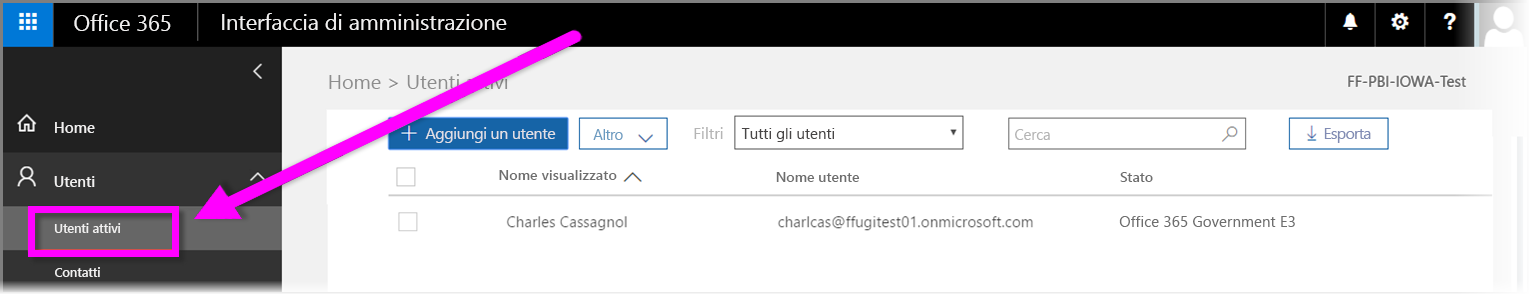 Office 365 Interfaccia di amministrazione ?
Home > Utenti attivi FF-PBI-IOWA-Test
Home
+ Aggiungi un utente Altro Filtri Tutti gli utenti Cerca Esporta
Utenti
Nome visualizzato Nome utente Stato
Utenti attivi
Charles Cassagnol charlcas@ffugitest01.onmicrosoft.com Office 365 Government E3
Contatti